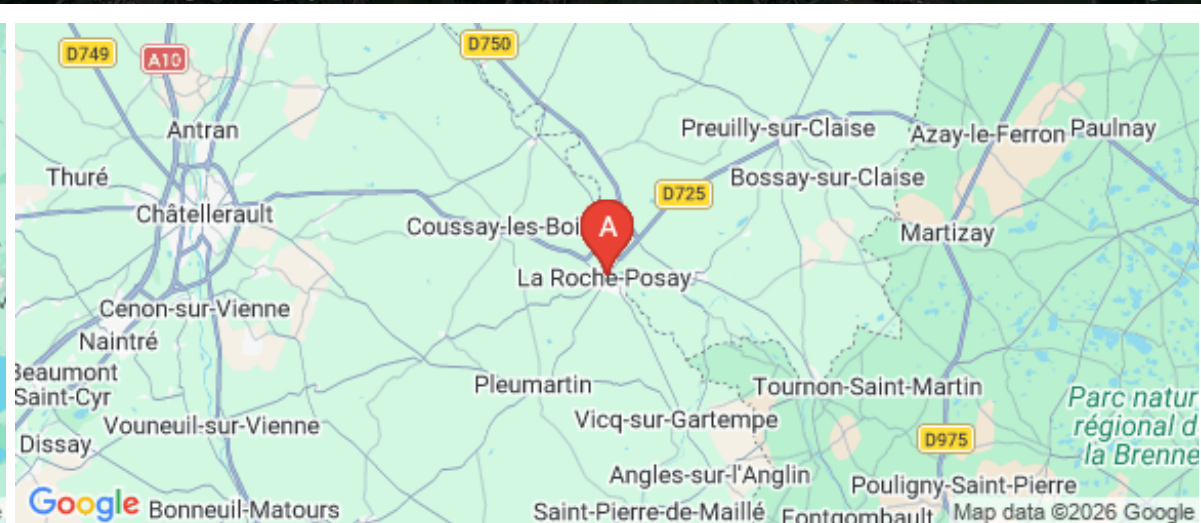 D749
A10
D750
Antran
Preuilly-sur-Claise
Azay-le-Ferron
Paulnay
Thuré
D725
Bossay-sur-Claise
Châtellerault
Coussay-les-Boi
A
Martizay
La Roche-Posay
Cenon-sur-Vienne
Naintré
Beaumont
Saint-Cyr
Pleumartin
Tournon-Saint-Martin
Parc natur
régional d
la Brenne
Vouneuil-sur-Vienne
Vicq-sur-Gartempe
Dissay
D975
Angles-sur-l'Anglin
Pouligny-Saint-Pierre
Google
Bonneuil-Matours
Saint-Pierre-de-Maillé
Fontgombault
Map data ©2026 Google